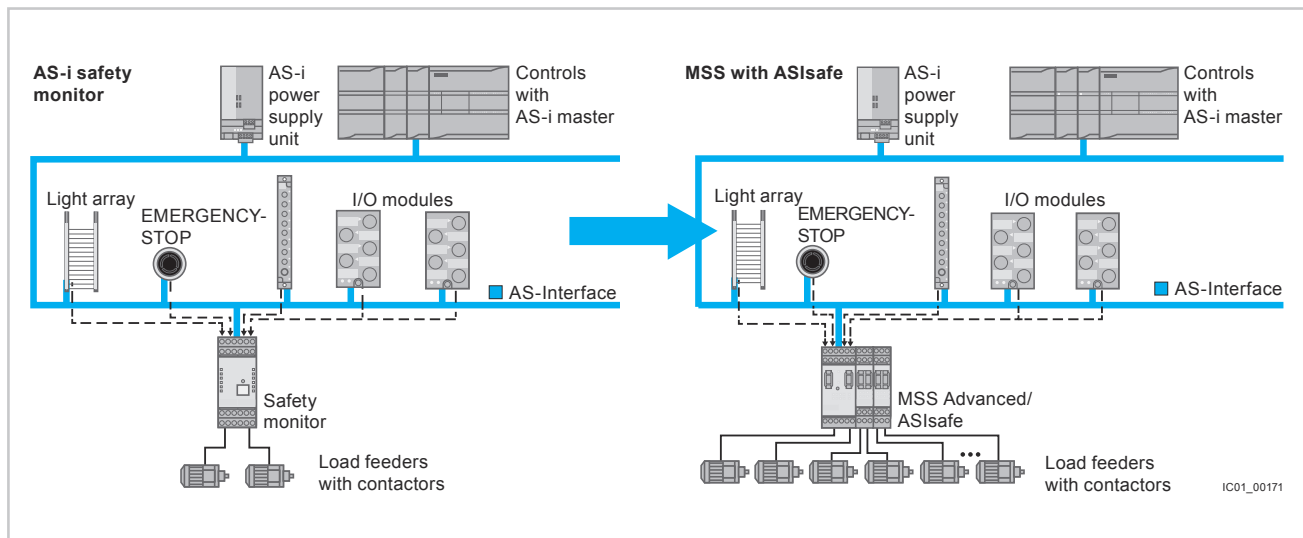 AS-i safety
monitor
AS-i
power
supply
unit
Controls
with
AS-i master
Light array
EMERGENCY-
STOP
I/O modules
AS-Interface
Safety
monitor
Load feeders
with contactors
MSS with ASIsafe
AS-i
power
supply
unit
Controls
with
AS-i master
Light array
EMERGENCY-
STOP
I/O modules
AS-Interface
MSS Advanced/
ASIsafe
Load feeders
with contactors
IC01_00171